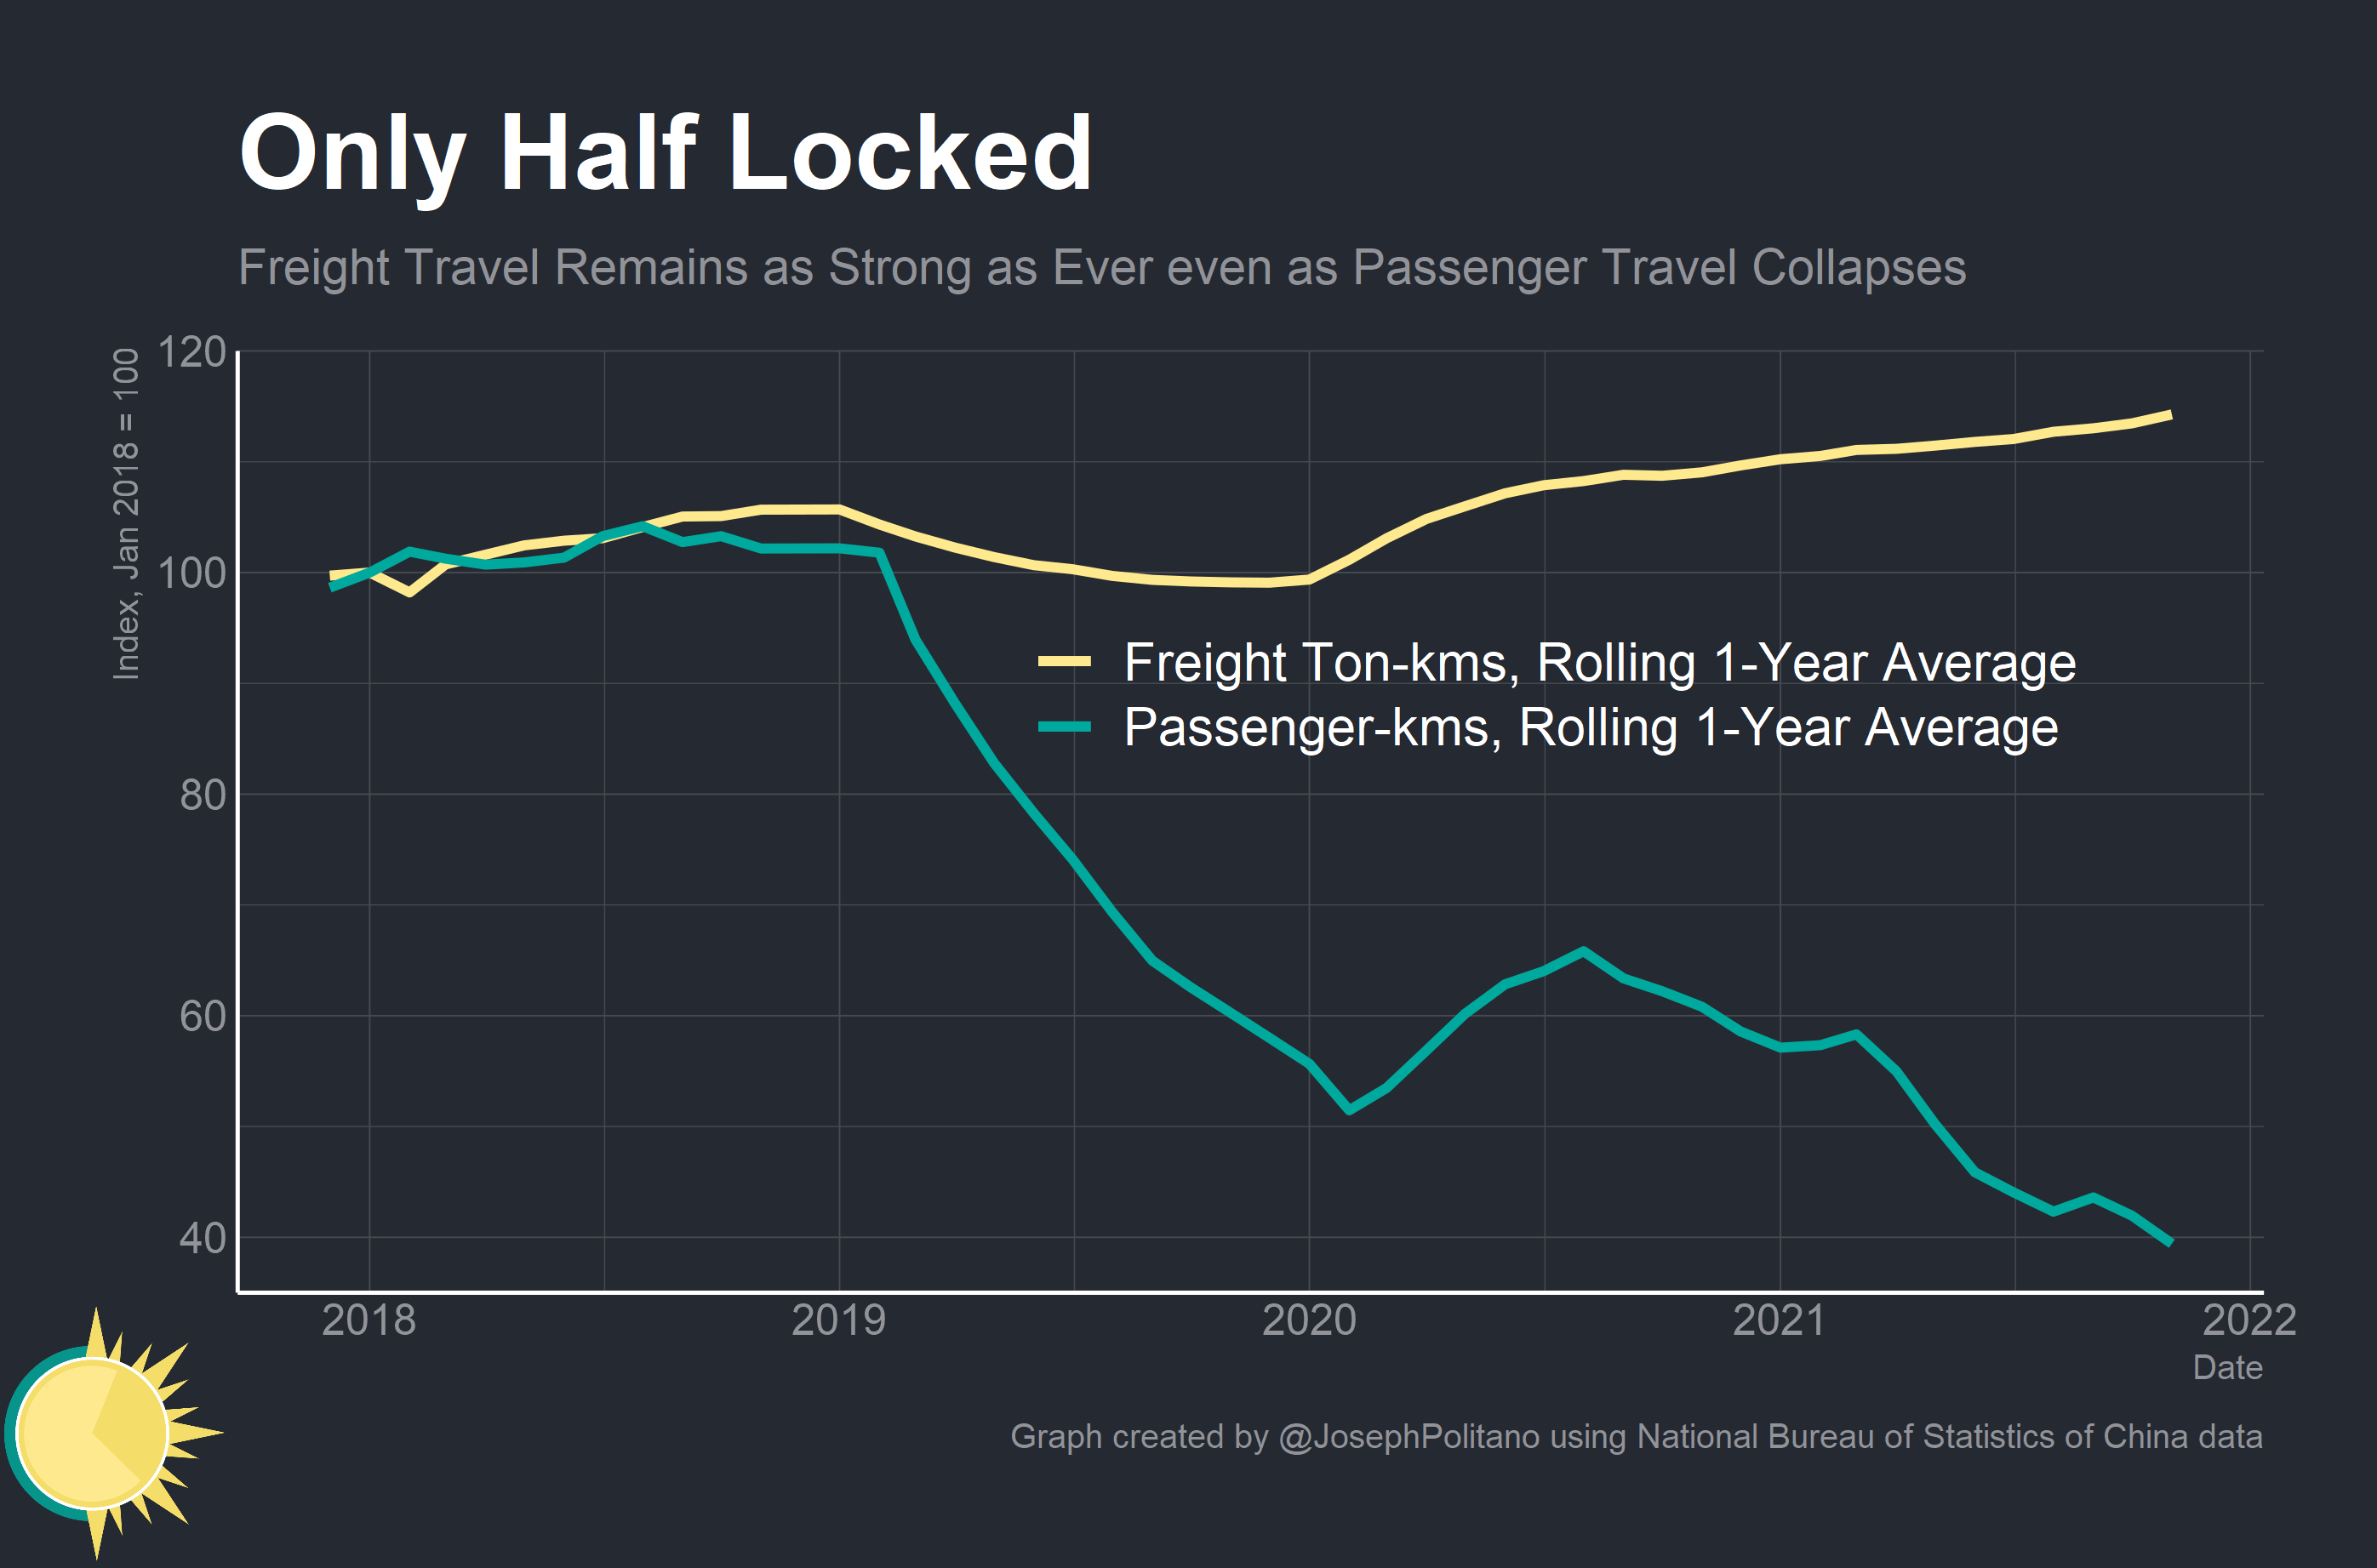 Only Half Locked
Freight Travel Remains as Strong as Ever even as Passenger Travel Collapses
Index, Jan 2018 = 100
120
100
80
60
40
Freight Ton-kms, Rolling 1-Year Average
Passenger-kms, Rolling 1-Year Average
2018 2019 2020 2021 2022
Date
Graph created by @JosephPolitano using National Bureau of Statistics of China data